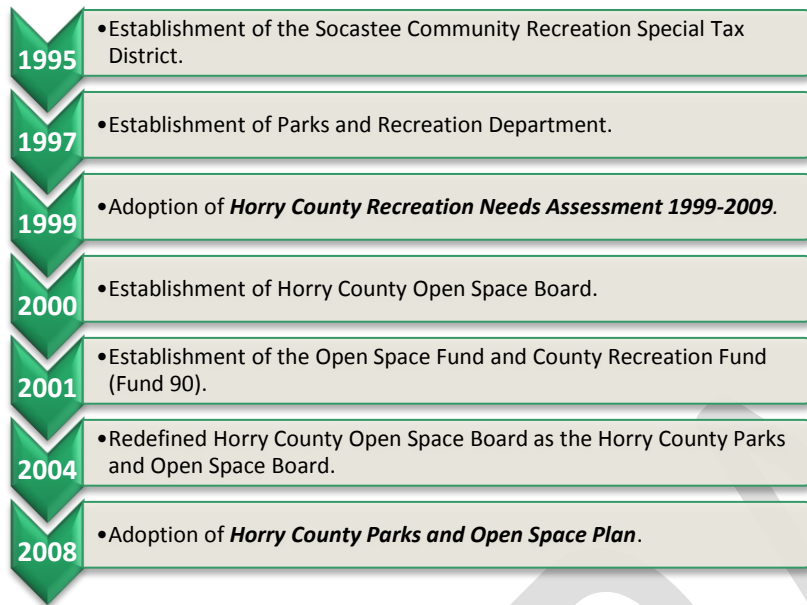 1995
•Establishment of the Socastee Community Recreation Special Tax
District.
1997
•Establishment of Parks and Recreation Department.
1999
•Adoption of Horry County Recreation Needs Assessment 1999-2009.
2000
•Establishment of Horry County Open Space Board.
2001
•Establishment of the Open Space Fund and County Recreation Fund
(Fund 90).
2004
•Redefined Horry County Open Space Board as the Horry County Parks
and Open Space Board.
2008
•Adoption of Horry County Parks and Open Space Plan.